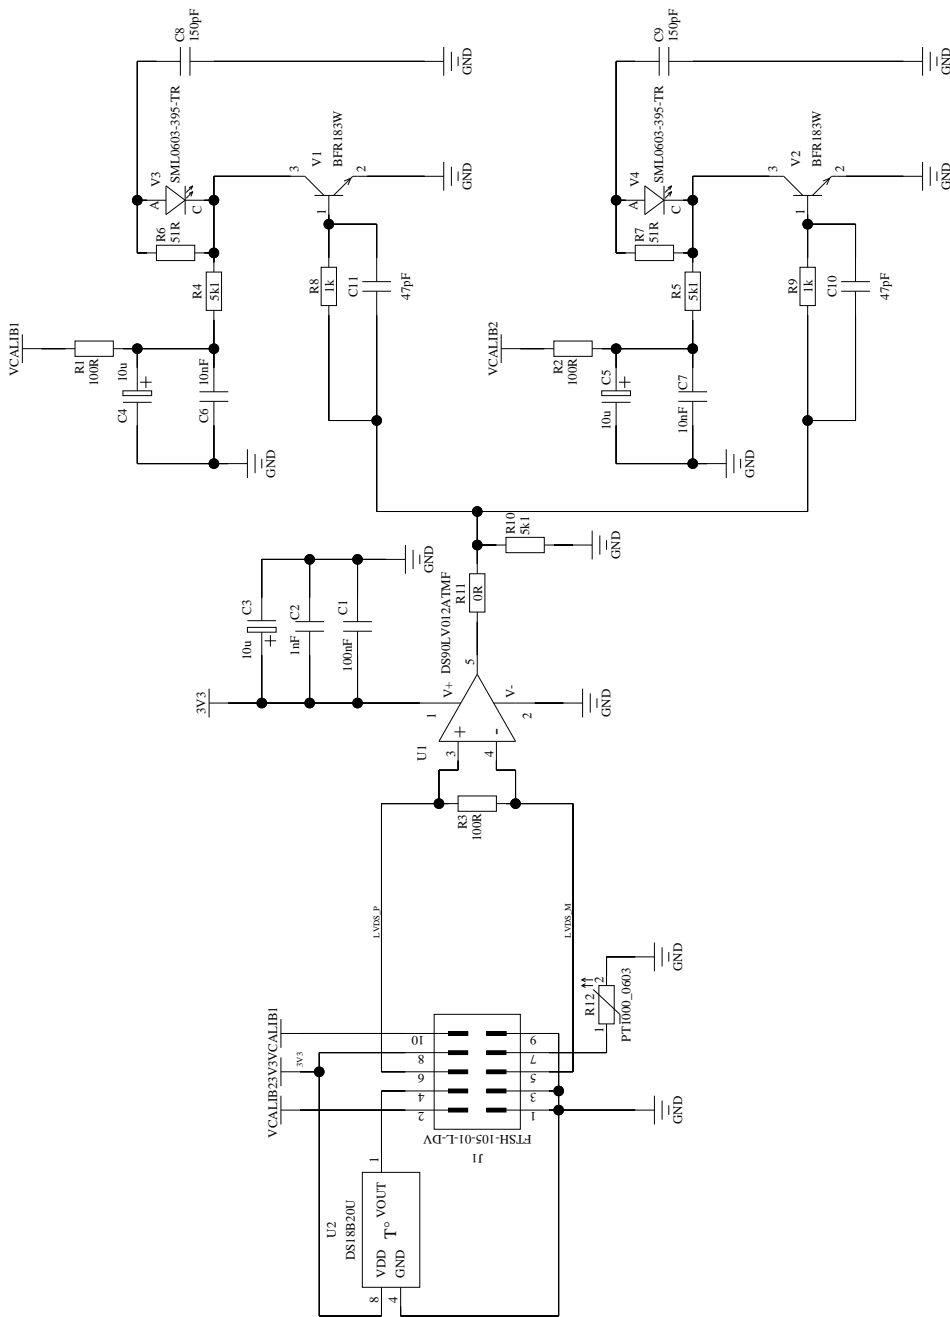 C8
150pF
GND
V3
SML0603-395-TR
A
C
R6
51R
R4
5k1
V1
BFR183W
3
1
2
GND
R8
1k
C11
47pF
VCALIB1
R1
100R
10u
C4
+
10nF
C6
GND
C9
150pF
GND
V4
SML0603-395-TR
A
C
R7
51R
R5
5k1
V2
BFR183W
3
1
2
GND
R9
1k
C10
47pF
VCALIB2
R2
100R
C5
10u
+
C7
10nF
GND
R10
5k1
GND
R11
0R
DS90LV012ATMF
5
V+
1
V-
2
GND
U1
3
4
+
-
3V3
C3
10u
+
C2
1nF
C1
100nF
GND
R3
100R
LVDS_P
LVDS_M
R12
1
2
PT1000_0603
GND
VCALIB1
3V3
VCALIB2
3V3
10
8
6
4
2
9
7
5
3
1
FTSH-105-01-L-DV
J1
GND
U2
DS18B20U
VDD
GND
T°
VOUT
1
8
4